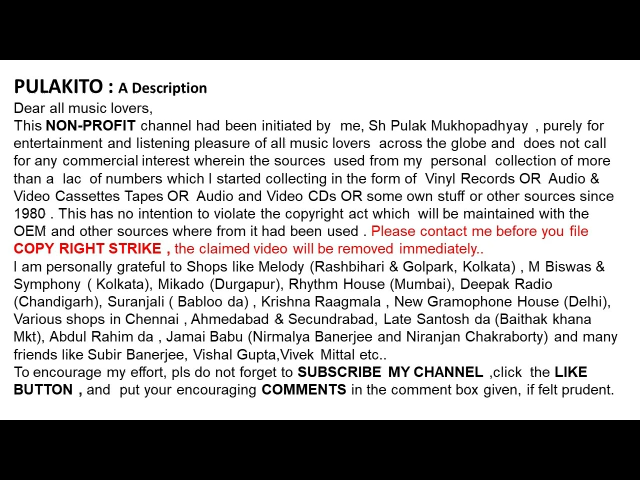 PULAKITO : A Description
Dear all music lovers,
This NON-PROFIT channel had been initiated by me, Sh Pulak Mukhopadhyay , purely for
entertainment and listening pleasure of all music lovers across the globe and does not call
for any commercial interest wherein the sources used from my personal collection of more
than a lac of numbers which I started collecting in the form of Vinyl Records OR Audio &
Video Cassettes Tapes OR Audio and Video CDs OR some own stuff or other sources since
1980 . This has no intention to violate the copyright act which will be maintained with the
OEM and other sources where from it had been used . Please contact me before you file
COPY RIGHT STRIKE , the claimed video will be removed immediately..
I am personally grateful to Shops like Melody (Rashbihari & Golpark, Kolkata) , M Biswas &
Symphony ( Kolkata), Mikado (Durgapur), Rhythm House (Mumbai), Deepak Radio
(Chandigarh), Suranjali ( Babloo da) , Krishna Raagmala , New Gramophone House (Delhi),
Various shops in Chennai , Ahmedabad & Secundrabad, Late Santosh da (Baithak khana
Mkt), Abdul Rahim da , Jamai Babu (Nirmalya Banerjee and Niranjan Chakraborty) and many
friends like Subir Banerjee, Vishal Gupta,Vivek Mittal etc..
To encourage my effort, pls do not forget to SUBSCRIBE MY CHANNEL ,click the LIKE
BUTTON , and put your encouraging COMMENTS in the comment box given, if felt prudent.